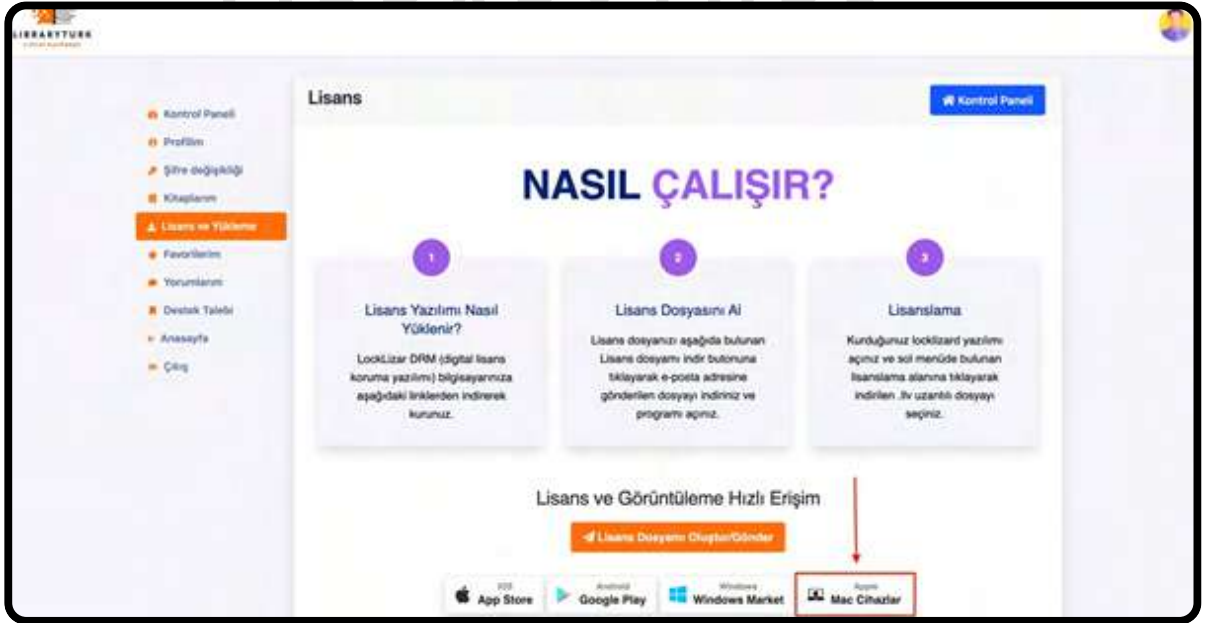 LIBRARYTURK
Lisans
Kontrol Paneli
Kontrol Paneli
Profilim
Şifre değişikliği
Kitaplarım
Lisans ve Yükleme
Favorilerim
Yorumlarım
Destek Talebi
Anasayfa
Çıkış
NASIL ÇALIŞIR?
1
Lisans Yazılımı Nasıl
Yüklenir?
LockLizar DRM (digital lisans
koruma yazılımı) bilgisayarınıza
aşağıdaki linklerden indirerek
kurunuz.
2
Lisans Dosyasını Al
Lisans dosyanızı aşağıda bulunan
Lisans dosyamı indir butonuna
tıklayarak e-posta adresine
gönderilen dosyayı indiriniz ve
programı açınız.
3
Lisanslama
Kurduğunuz locklizard yazılımı
açınız ve sol menüde bulunan
lisanslama alanına tıklayarak
indirilen .llv uzantılı dosyayı
seçiniz.
Lisans ve Görüntüleme Hızlı Erişim
Lisans Dosyamı Oluştur/Gönder
iOS
App Store
Android
Google Play
Windows
Windows Market
Apple
Mac Cihazlar